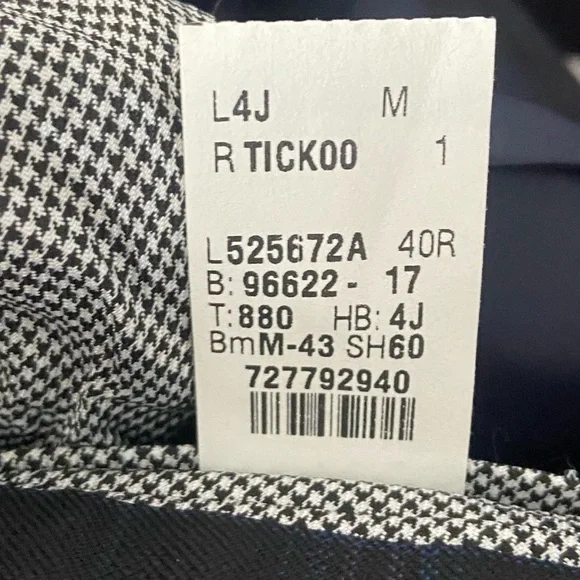 L4J M
R TICK00 1
L525672A 40R
B: 96622- 17
T:880 HB: 4J
BmM-43 SH60
727792940